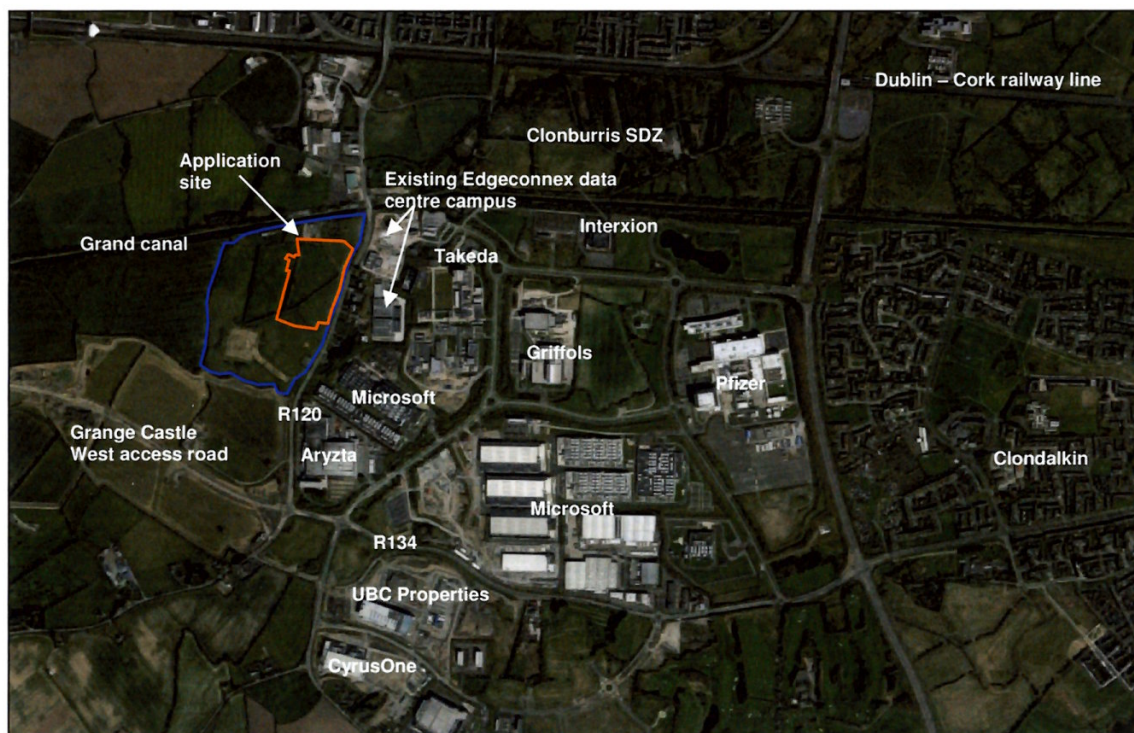 Dublin – Cork railway line
Clonburris SDZ
Application
site
Existing Edgeconnex data
centre campus
Grand canal
Interxion
Takeda
Griffols
Pfizer
Microsoft
R120
Grange Castle
West access road
Aryzta
Clondalkin
Microsoft
R134
UBC Properties
CyrusOne